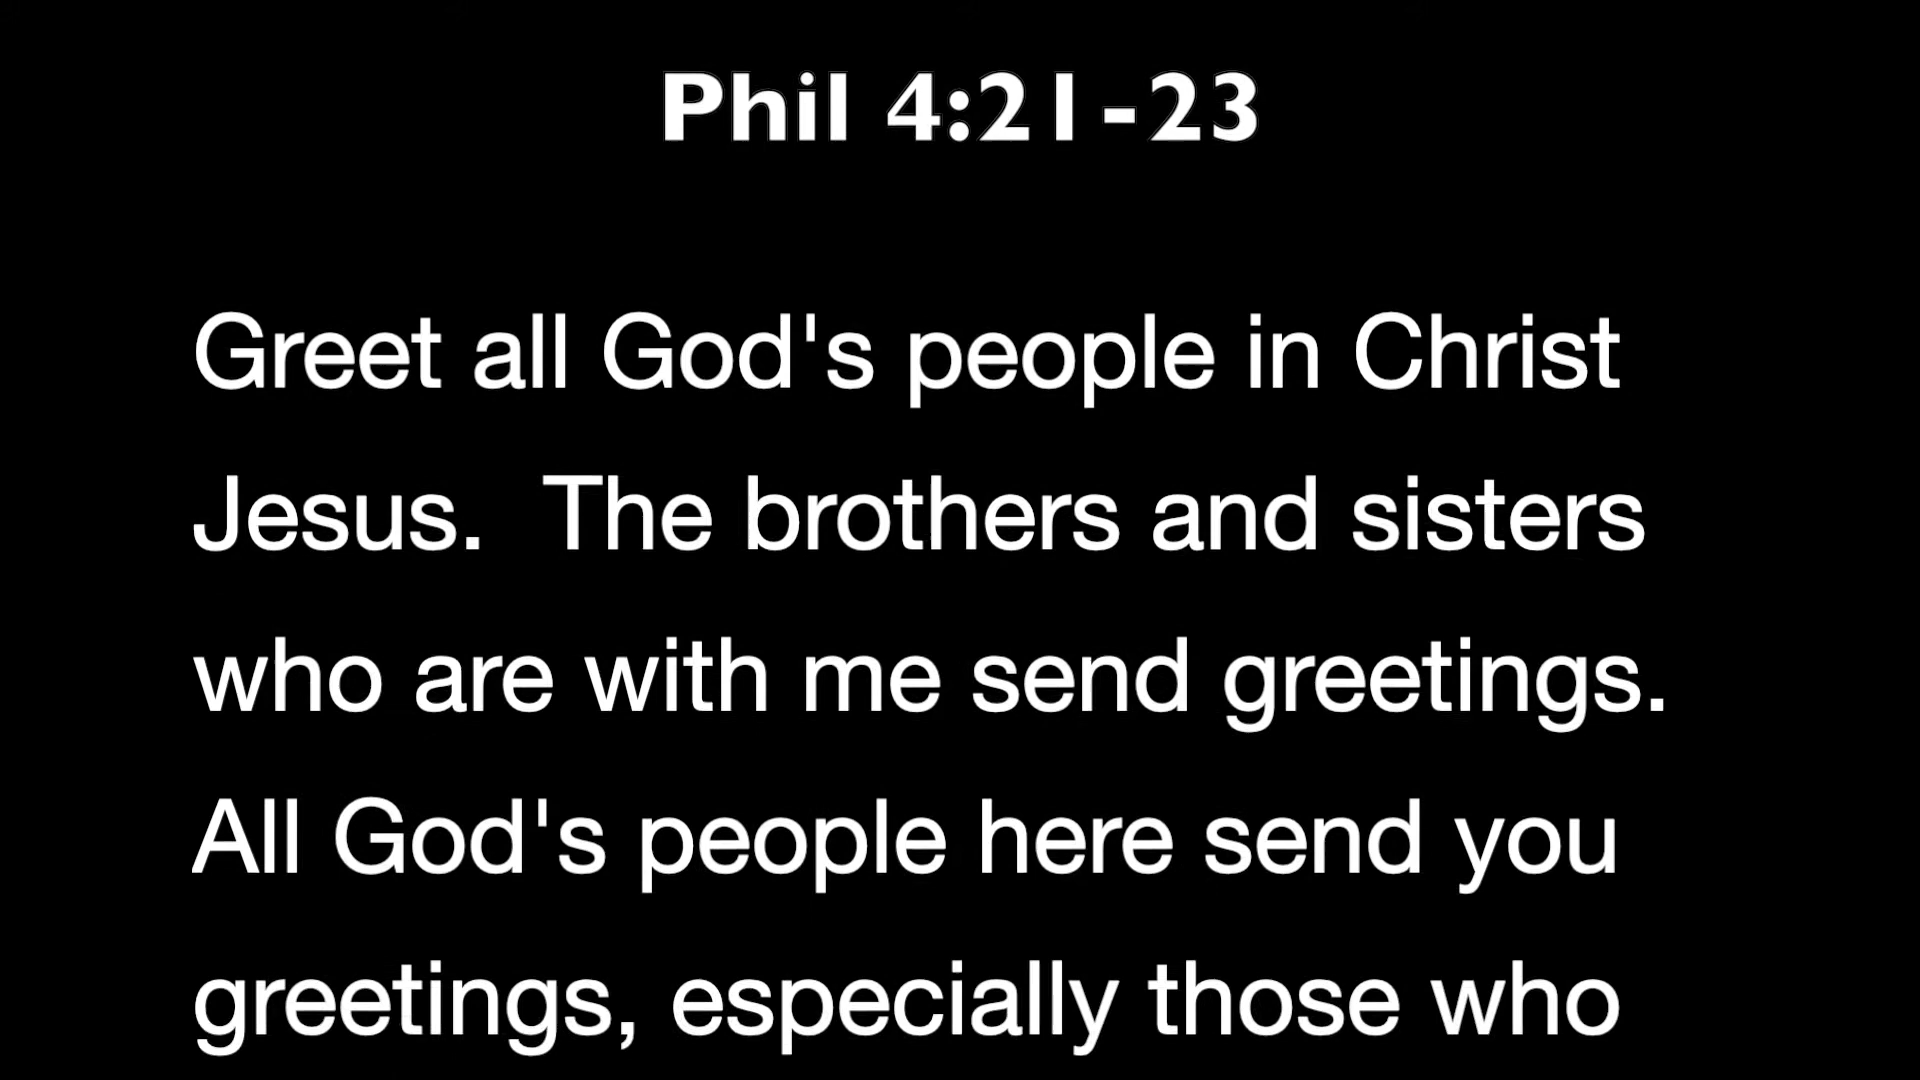 Phil 4:21-23
Greet all God's people in Christ
Jesus.  The brothers and sisters
who are with me send greetings.
All God's people here send you
greetings, especially those who